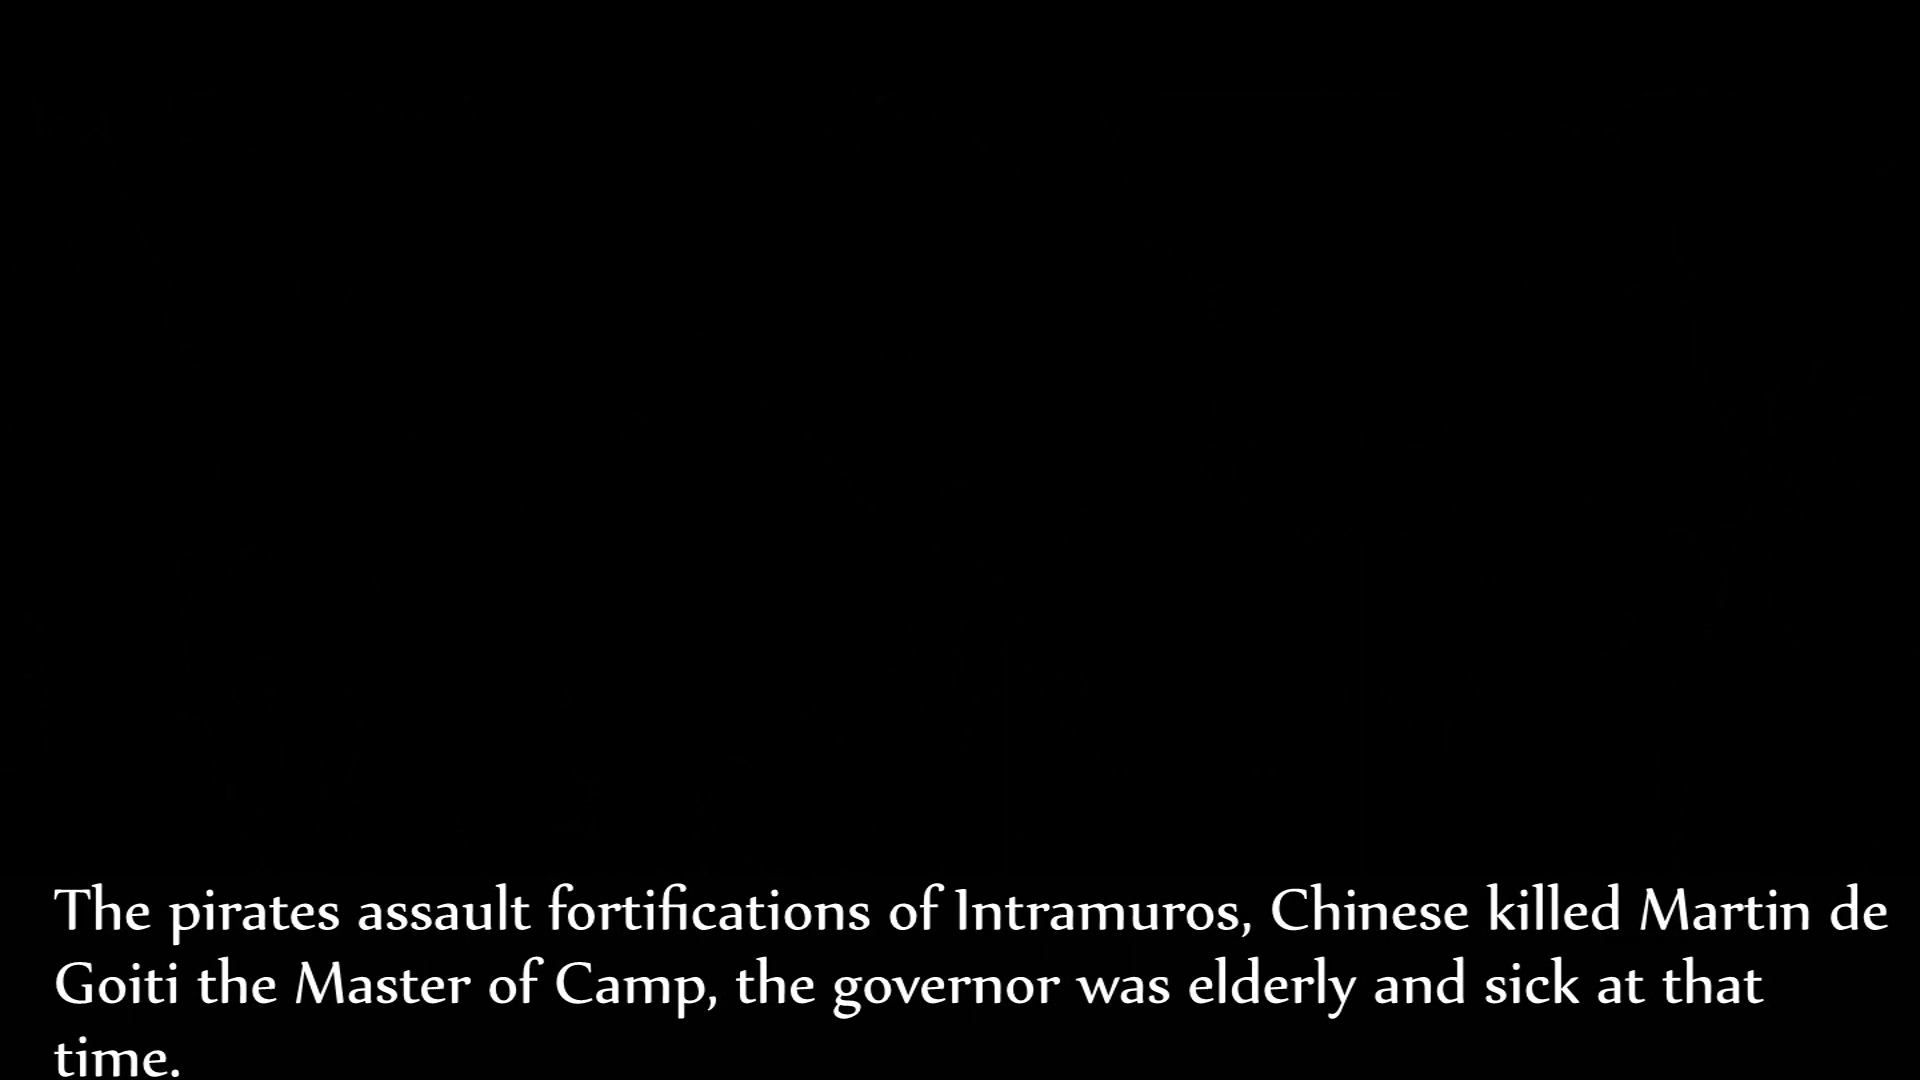 The pirates assault fortifications of Intramuros, Chinese killed Martin de
Goiti the Master of Camp, the governor was elderly and sick at that
time.